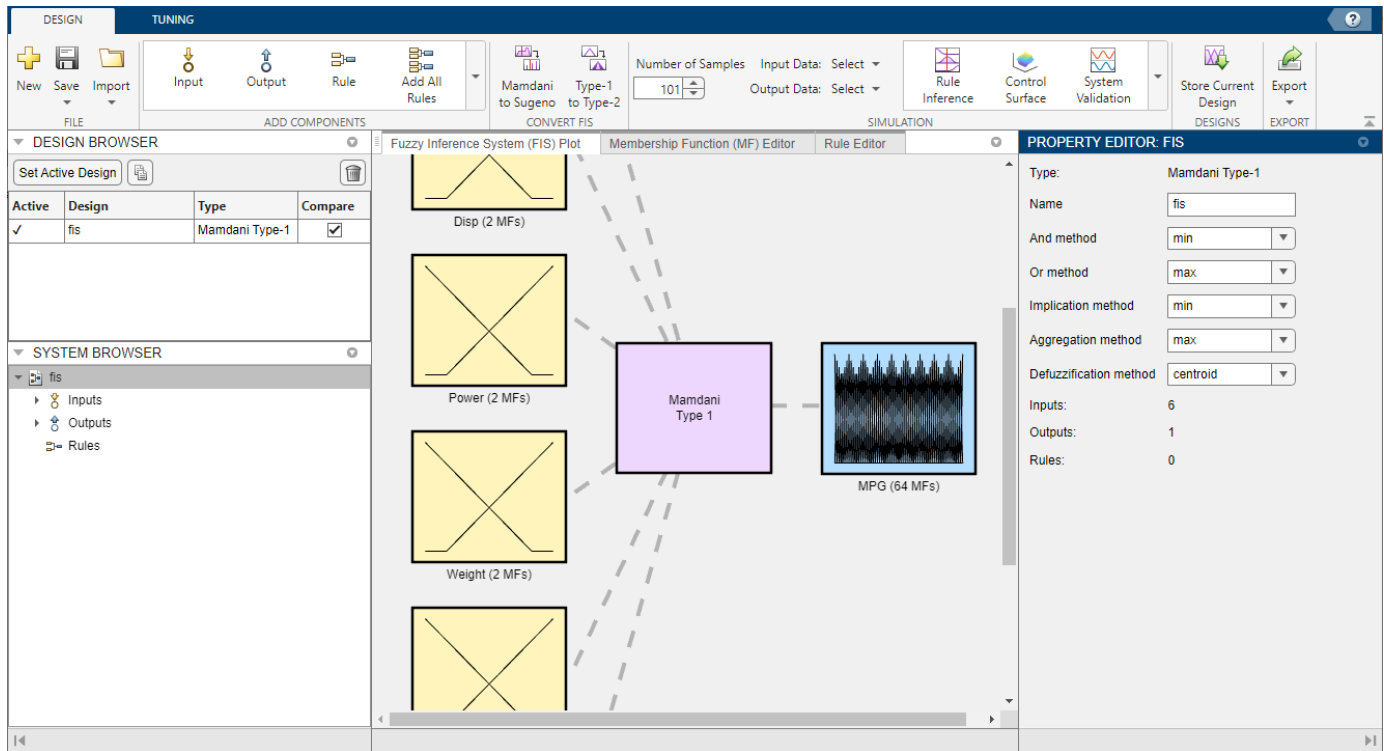 DESIGN TUNING
?
New Save Import
FILE
Input Output Rule Add All Rules
ADD COMPONENTS
Mamdani to Sugeno Type-1 to Type-2
CONVERT FIS
Number of Samples Input Data: Select
101 Output Data: Select
Rule Inference Control Surface System Validation
SIMULATION
Store Current Design
DESIGNS
Export
EXPORT
DESIGN BROWSER
Set Active Design
Active Design Type Compare
fis Mamdani Type-1
SYSTEM BROWSER
fis
Inputs
Outputs
Rules
Fuzzy Inference System (FIS) Plot Membership Function (MF) Editor Rule Editor
Disp (2 MFs)
Power (2 MFs)
Weight (2 MFs)
Mamdani
Type 1
MPG (64 MFs)
PROPERTY EDITOR: FIS
Type: Mamdani Type-1
Name fis
And method min
Or method max
Implication method min
Aggregation method max
Defuzzification method centroid
Inputs: 6
Outputs: 1
Rules: 0